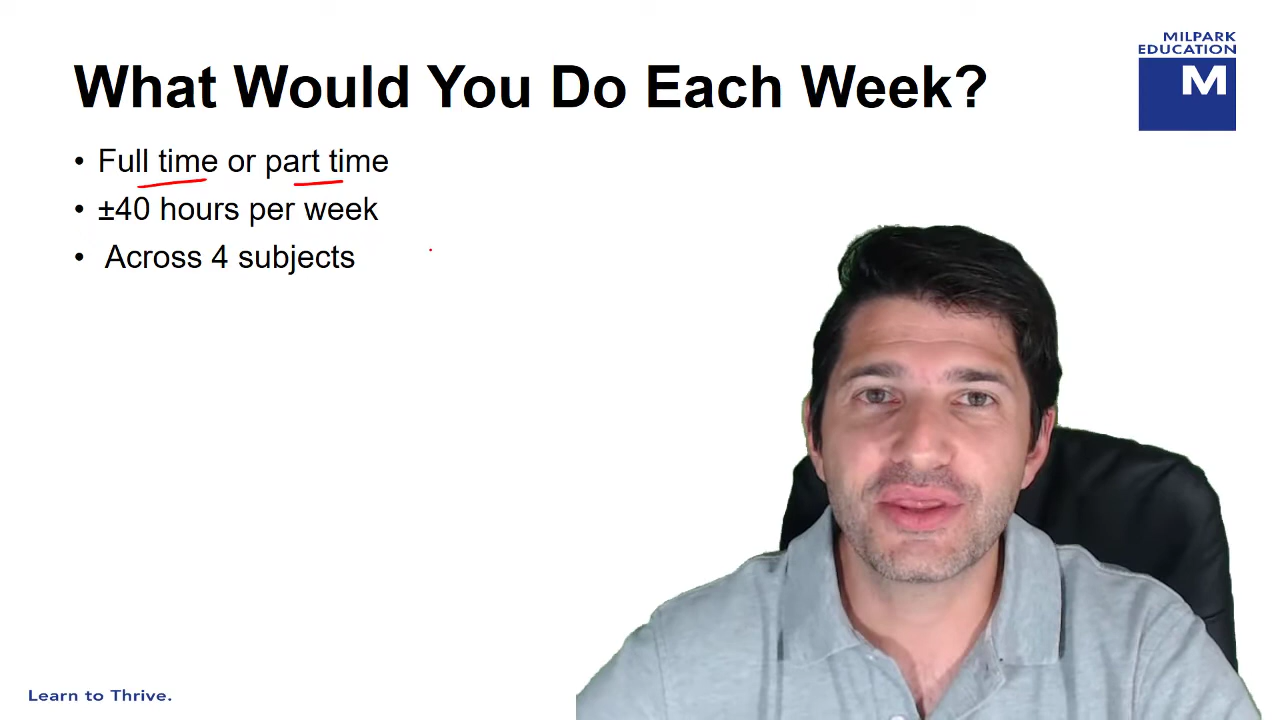 What Would You Do Each Week?
MILPARK
EDUCATION
M
• Full time or part time
• ±40 hours per week
• Across 4 subjects
Learn to Thrive.